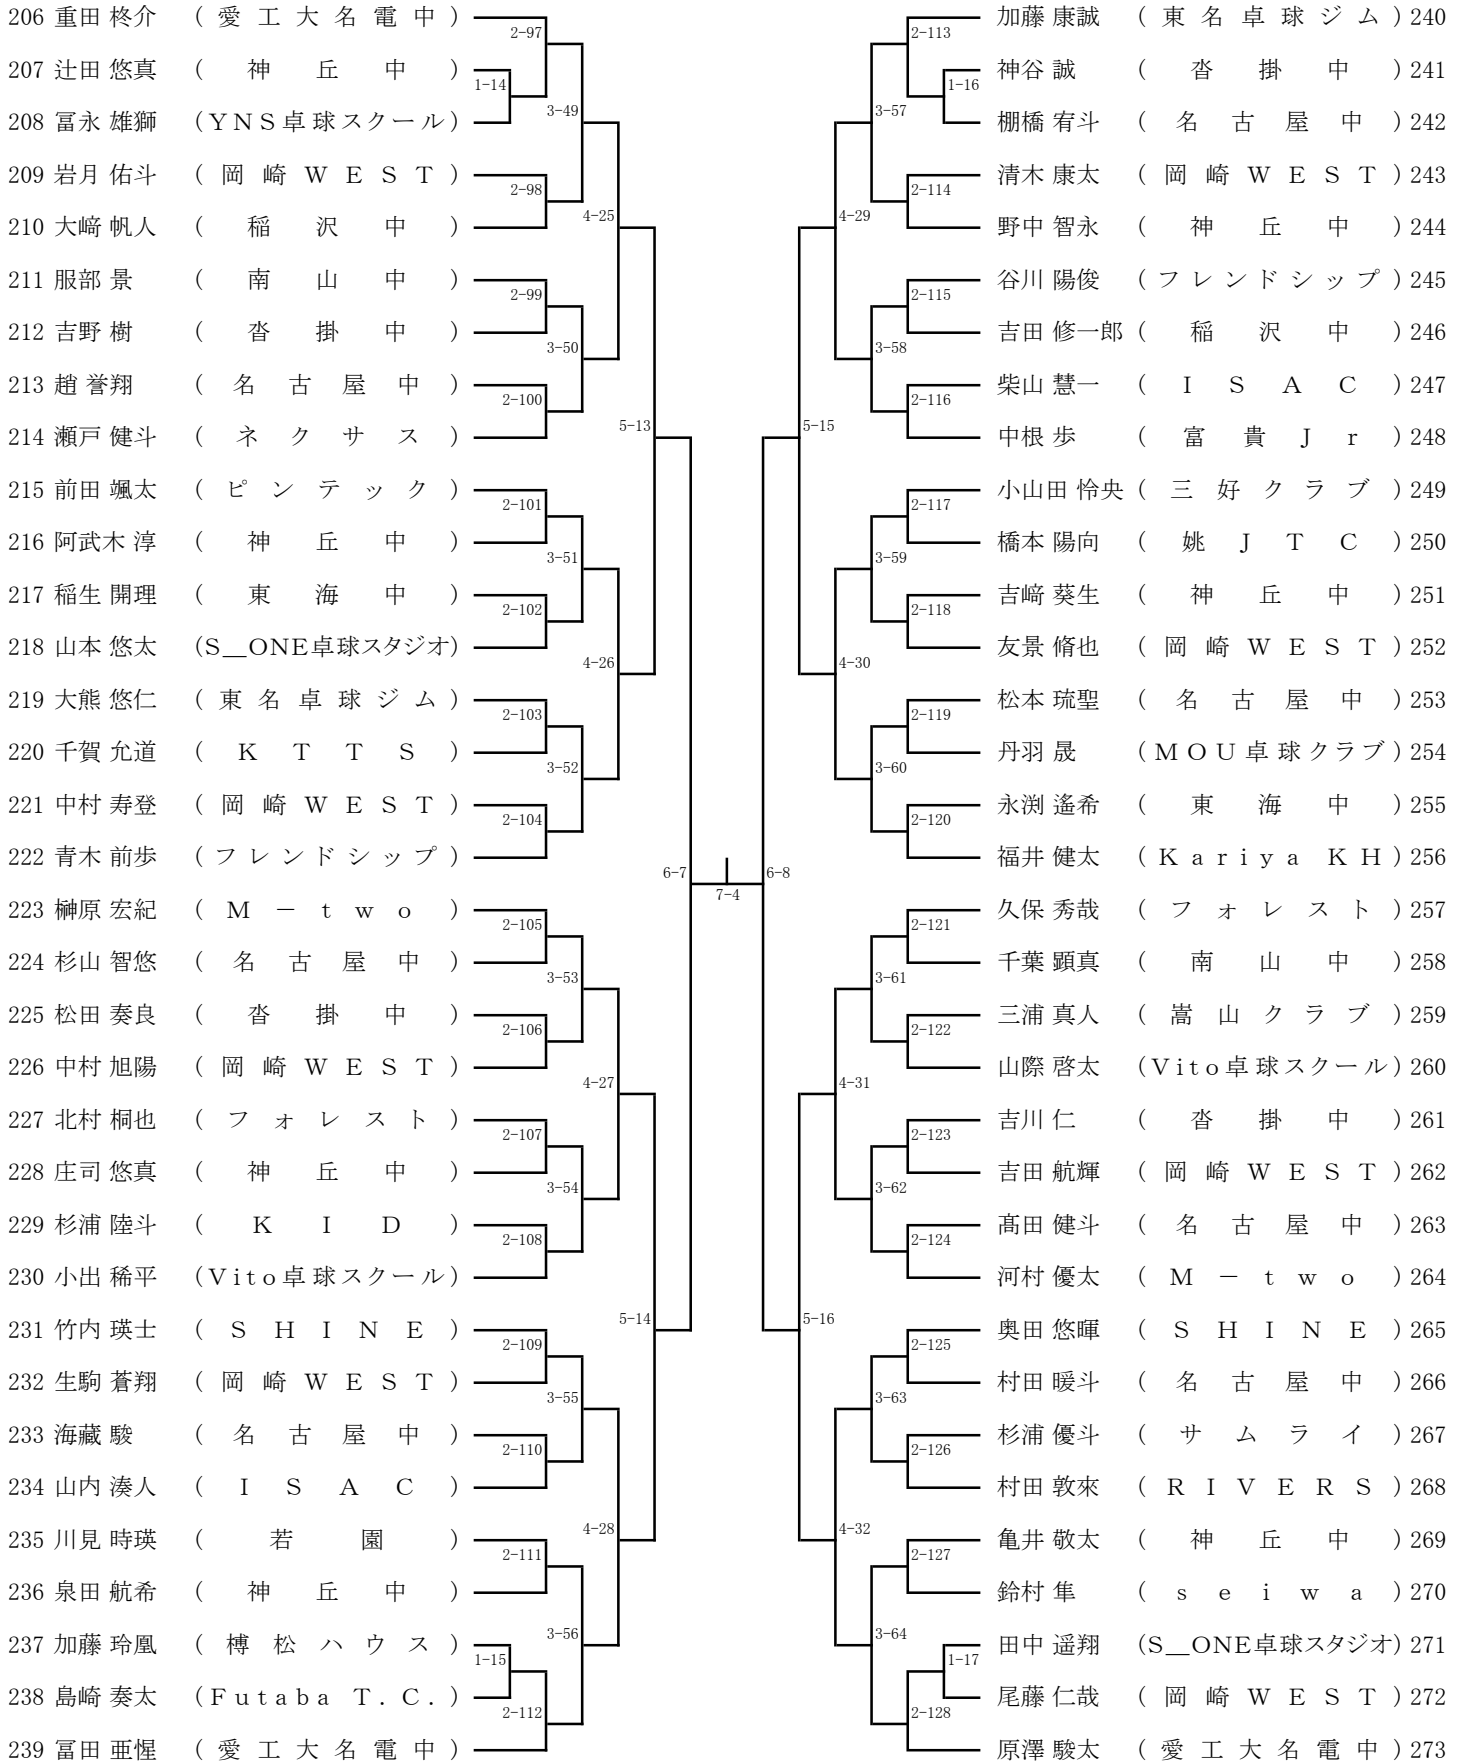 206 重田 柊介 (愛工大名電中)
2-97
207 辻田 悠真 (神丘中)
1-14
208 冨永 雄獅 (YNS卓球スクール)
3-49
209 岩月 佑斗 (岡崎WEST)
2-98
210 大﨑 帆人 (稲沢中)
4-25
211 服部 景 (南山中)
2-99
212 吉野 樹 (沓掛中)
3-50
213 趙 誉翔 (名古屋中)
2-100
214 瀬戸 健斗 (ネクサス)
5-13
215 前田 颯太 (ピンテック)
2-101
216 阿武木 淳 (神丘中)
3-51
217 稲生 開理 (東海中)
2-102
218 山本 悠太 (S_ONE卓球スタジオ)
4-26
219 大熊 悠仁 (東名卓球ジム)
2-103
220 千賀 允道 (KTTS)
3-52
221 中村 寿登 (岡崎WEST)
2-104
222 青木 前歩 (フレンドシップ)
6-7
223 榊原 宏紀 (M－two)
2-105
224 杉山 智悠 (名古屋中)
3-53
225 松田 奏良 (沓掛中)
2-106
226 中村 旭陽 (岡崎WEST)
4-27
227 北村 桐也 (フォレスト)
2-107
228 庄司 悠真 (神丘中)
3-54
229 杉浦 陸斗 (KID)
2-108
230 小出 稀平 (Vito卓球スクール)
5-14
231 竹内 瑛士 (SHINE)
2-109
232 生駒 蒼翔 (岡崎WEST)
3-55
233 海藏 駿 (名古屋中)
2-110
234 山内 湊人 (ISAC)
4-28
235 川見 時瑛 (若園)
2-111
236 泉田 航希 (神丘中)
3-56
237 加藤 玲凰 (榑松ハウス)
1-15
238 島崎 奏太 (Futaba T.C.)
2-112
239 冨田 亜惺 (愛工大名電中)
7-4
加藤 康誠 (東名卓球ジム) 240
2-113
神谷 誠 (沓掛中) 241
1-16
棚橋 宥斗 (名古屋中) 242
3-57
清木 康太 (岡崎WEST) 243
2-114
野中 智永 (神丘中) 244
4-29
谷川 陽俊 (フレンドシップ) 245
2-115
吉田 修一郎 (稲沢中) 246
3-58
柴山 慧一 (ISAC) 247
2-116
中根 歩 (富貴Jr) 248
5-15
小山田 怜央 (三好クラブ) 249
2-117
橋本 陽向 (姚JTC) 250
3-59
吉﨑 葵生 (神丘中) 251
2-118
友景 脩也 (岡崎WEST) 252
4-30
松本 琉聖 (名古屋中) 253
2-119
丹羽 晟 (MOU卓球クラブ) 254
3-60
永渕 遙希 (東海中) 255
2-120
福井 健太 (Kariya KH) 256
6-8
久保 秀哉 (フォレスト) 257
2-121
千葉 顕真 (南山中) 258
3-61
三浦 真人 (嵩山クラブ) 259
2-122
山際 啓太 (Vito卓球スクール) 260
4-31
吉川 仁 (沓掛中) 261
2-123
吉田 航輝 (岡崎WEST) 262
3-62
髙田 健斗 (名古屋中) 263
2-124
河村 優太 (M－two) 264
5-16
奥田 悠暉 (SHINE) 265
2-125
村田 暖斗 (名古屋中) 266
3-63
杉浦 優斗 (サムライ) 267
2-126
村田 敦來 (RIVERS) 268
4-32
亀井 敬太 (神丘中) 269
2-127
鈴村 隼 (seiwa) 270
3-64
田中 遥翔 (S_ONE卓球スタジオ) 271
1-17
尾藤 仁哉 (岡崎WEST) 272
2-128
原澤 駿太 (愛工大名電中) 273